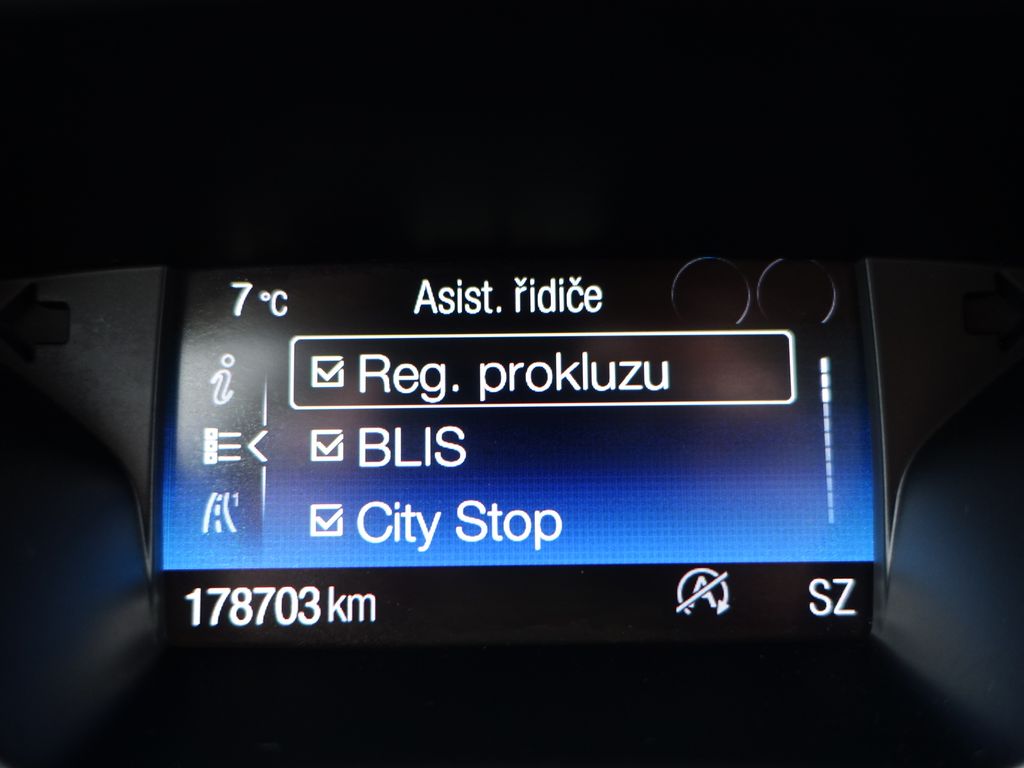 7 °C Asist. řidiče
Reg. prokluzu
BLIS
City Stop
178703 km A SZ